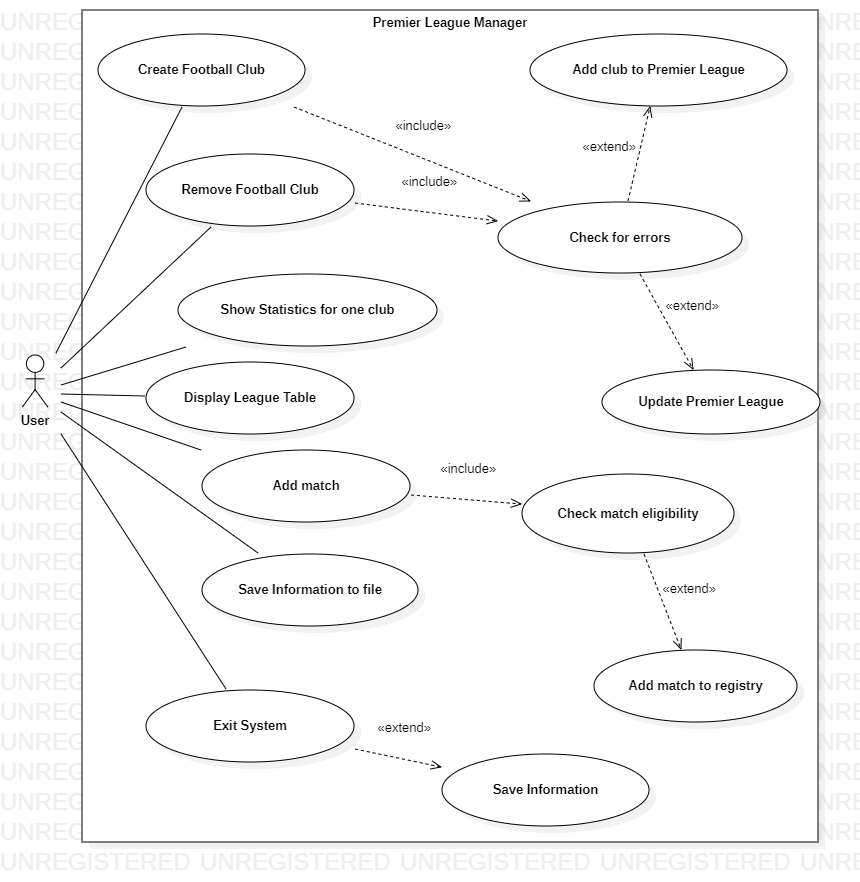 Premier League Manager
Create Football Club
Add club to Premier League
«include»
«extend»
«include»
Remove Football Club
Check for errors
Show Statistics for one club
«extend»
Display League Table
Update Premier League
User
«include»
Add match
Check match eligibility
Save Information to file
«extend»
Add match to registry
Exit System
«extend»
Save Information
UNREGISTERED UNREGISTERED UNREGISTERED UNREGISTERED UNRE